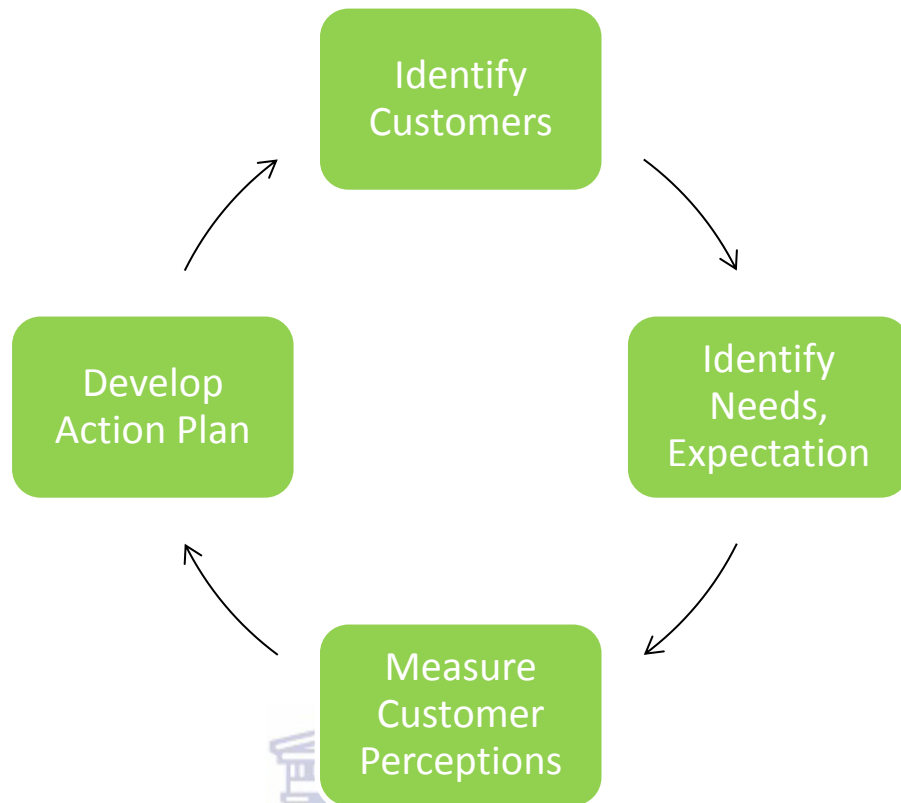 Identify
Customers
Identify
Needs,
Expectation
Measure
Customer
Perceptions
Develop
Action Plan